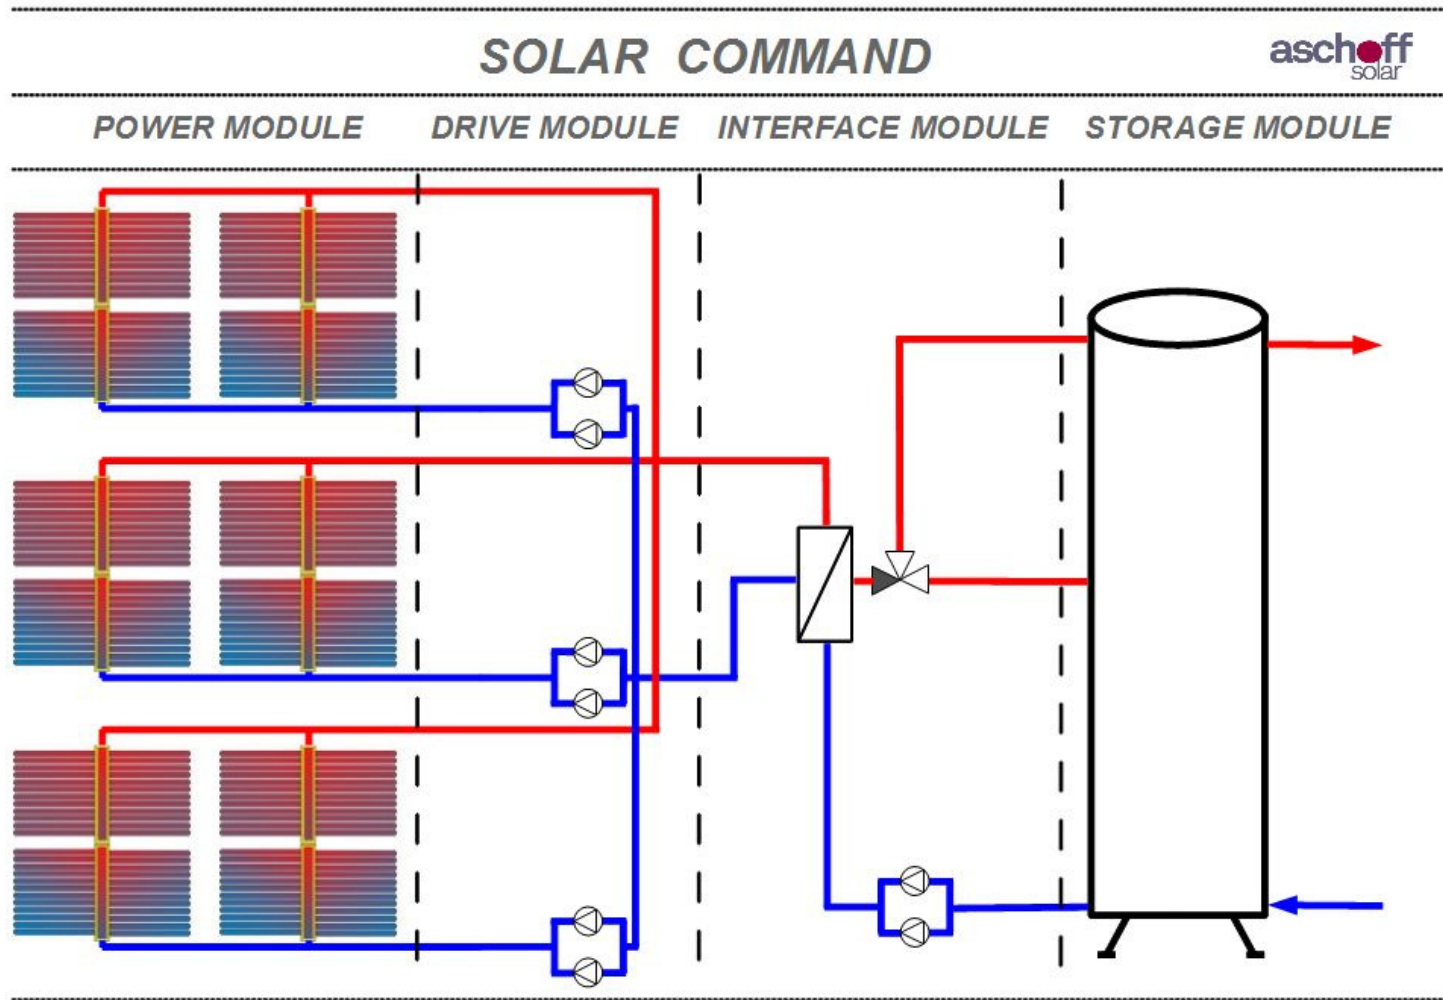 SOLAR COMMAND
aschoff
solar
POWER MODULE DRIVE MODULE INTERFACE MODULE STORAGE MODULE